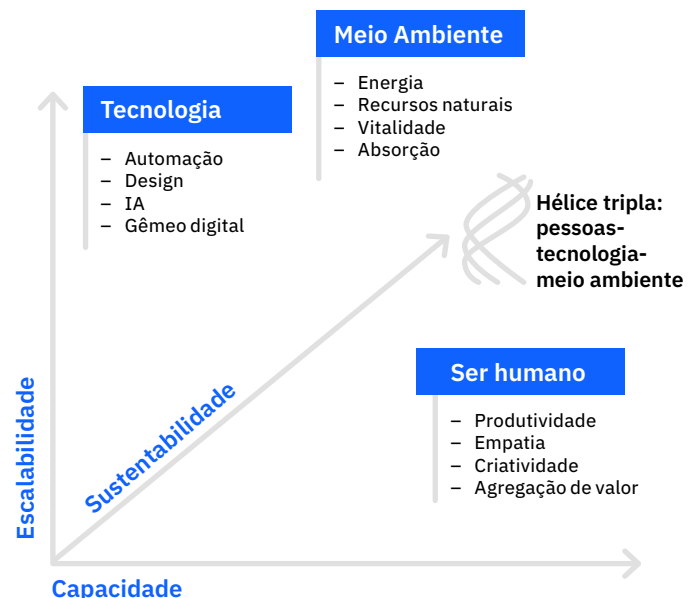 Meio Ambiente
– Energia
– Recursos naturais
– Vitalidade
– Absorção
Tecnologia
– Automação
– Design
– IA
– Gêmeo digital
Hélice tripla:
pessoas-
tecnologia-
meio ambiente
Ser humano
– Produtividade
– Empatia
– Criatividade
– Agregação de valor
Escalabilidade
Sustentabilidade
Capacidade